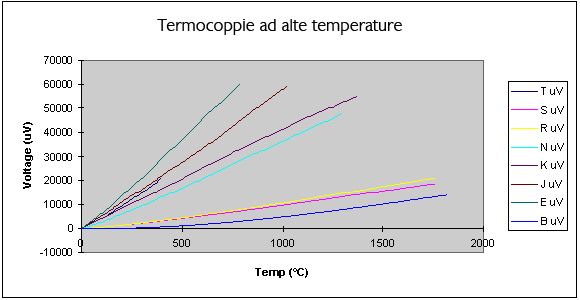 Termocoppie ad alte temperature
70000
60000
50000
40000
30000
20000
10000
0
-10000
Voltage (uV)
0
500
1000
1500
2000
Temp (°C)
T uV
S uV
R uV
N uV
K uV
J uV
E uV
B uV